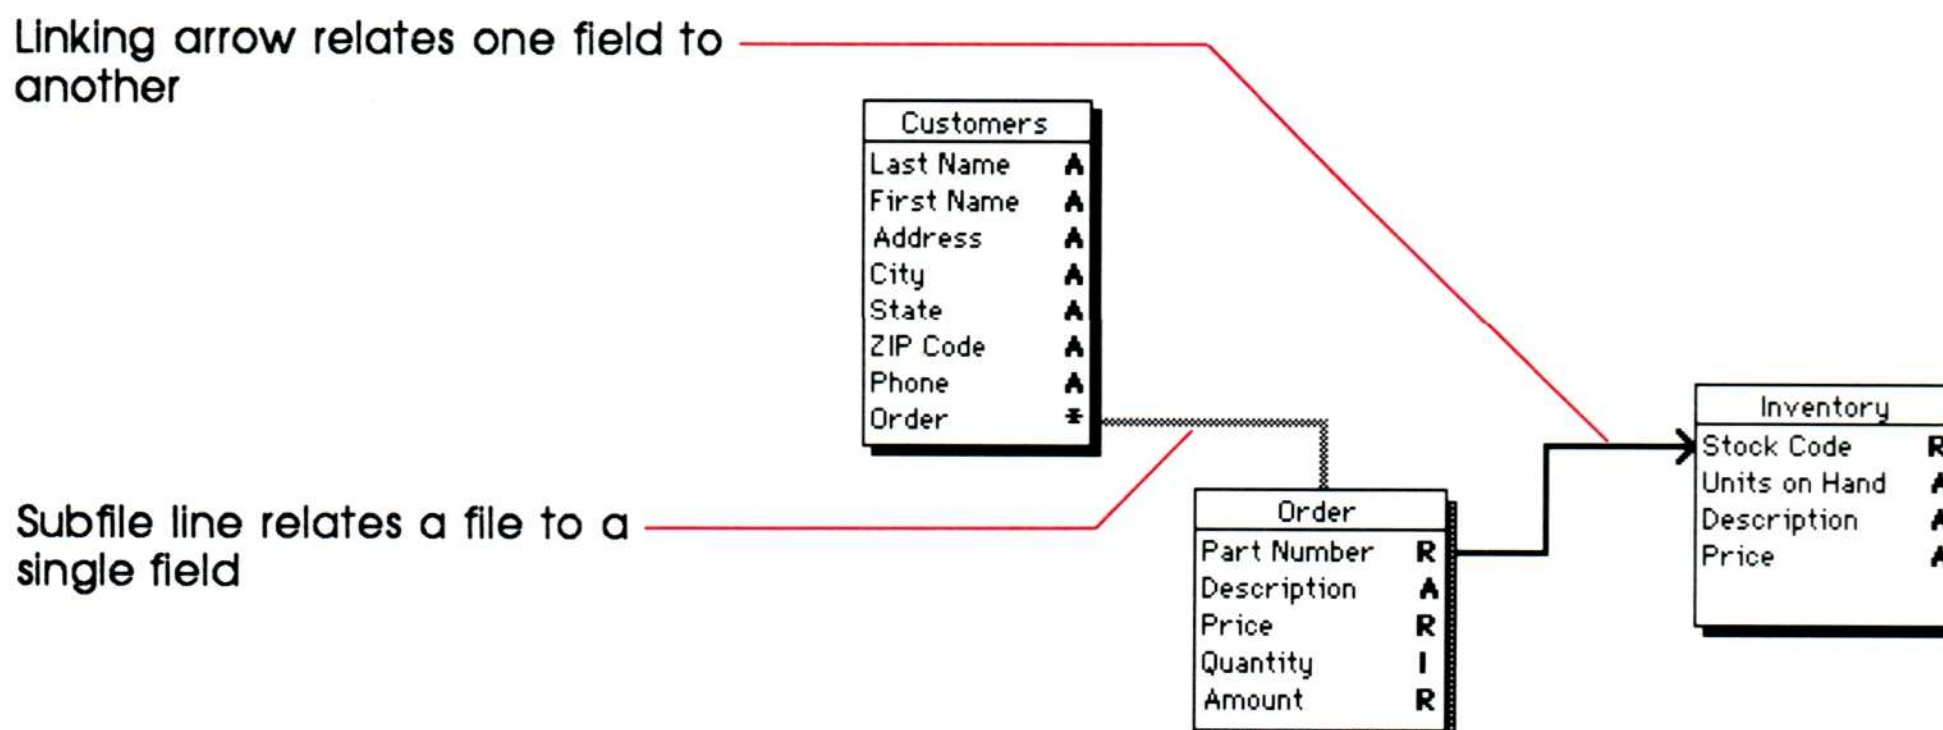 Linking arrow relates one field to
another
Customers
Last Name A
First Name A
Address A
City A
State A
ZIP Code A
Phone A
Order *
Subfile line relates a file to a
single field
Order
Part Number R
Description A
Price R
Quantity I
Amount R
Inventory
Stock Code R
Units on Hand A
Description A
Price A